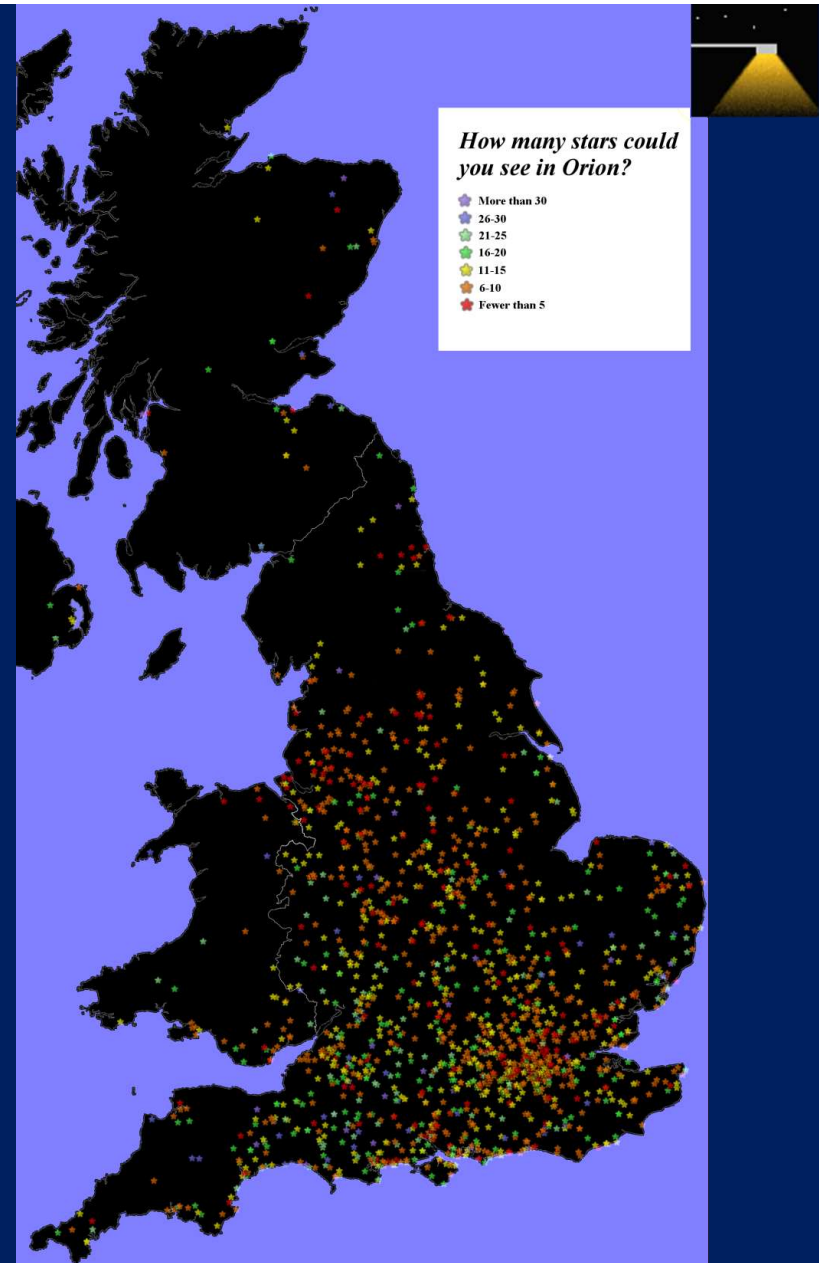 How many stars could
you see in Orion?
More than 30
26-30
21-25
16-20
11-15
6-10
Fewer than 5